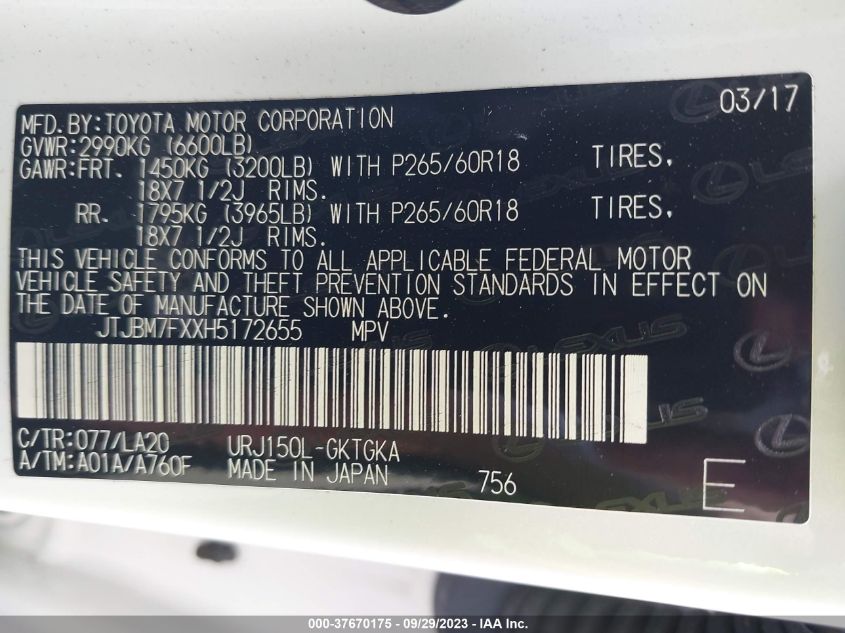 03/17
MFD.BY:TOYOTA MOTOR CORPORATION
GVWR:2990KG (6600LB)
GAWR:FRT. 1450KG (3200LB) WITH P265/60R18 TIRES,
18X7 1/2J RIMS.
RR. 1795KG (3965LB) WITH P265/60R18 TIRES,
18X7 1/2J RIMS.
THIS VEHICLE CONFORMS TO ALL APPLICABLE FEDERAL MOTOR
VEHICLE SAFETY AND THEFT PREVENTION STANDARDS IN EFFECT ON
THE DATE OF MANUFACTURE SHOWN ABOVE.
JTJBM7FXXH5172655 MPV
C/TR:077/LA20 URJ150L-GKTGKA
A/TM:A01A/A760F MADE IN JAPAN 756 E
LEXUS
000-37670175 - 09/29/2023 - IAA Inc.